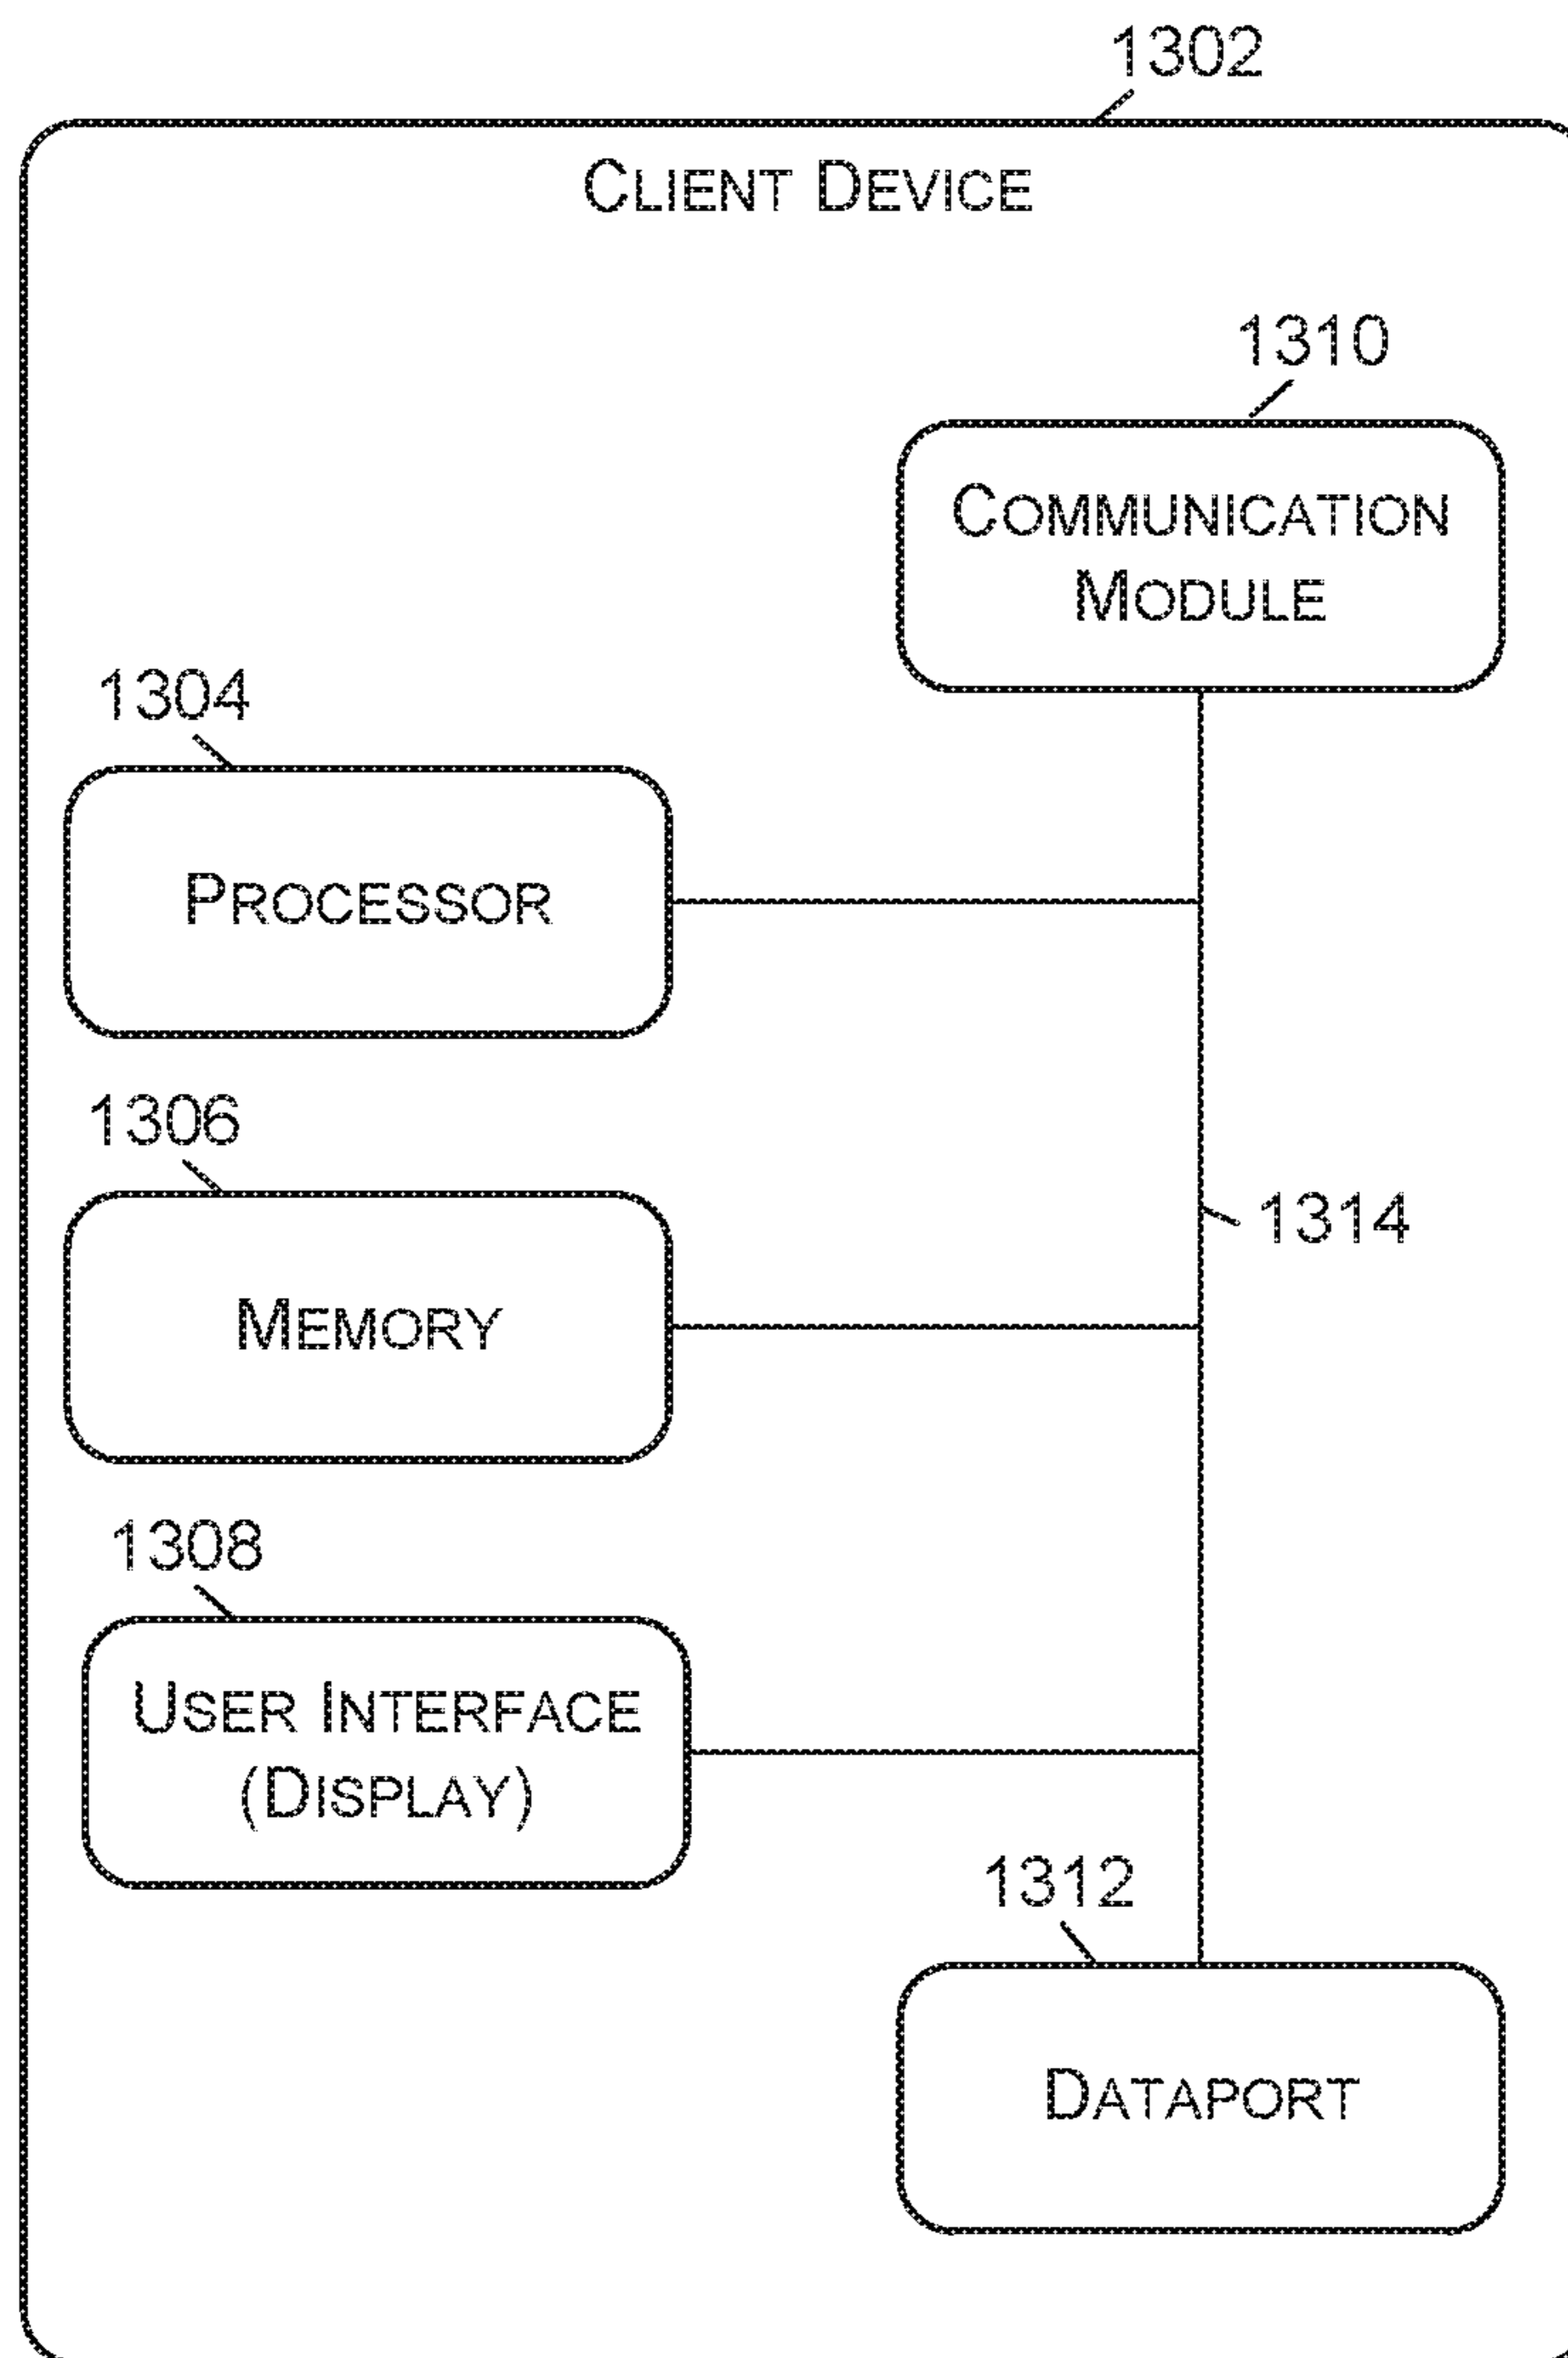 1302
CLIENT DEVICE
1310
COMMUNICATION
MODULE
1304
PROCESSOR
1306
1314
MEMORY
1308
USER INTERFACE
(DISPLAY)
1312
DATAPORT